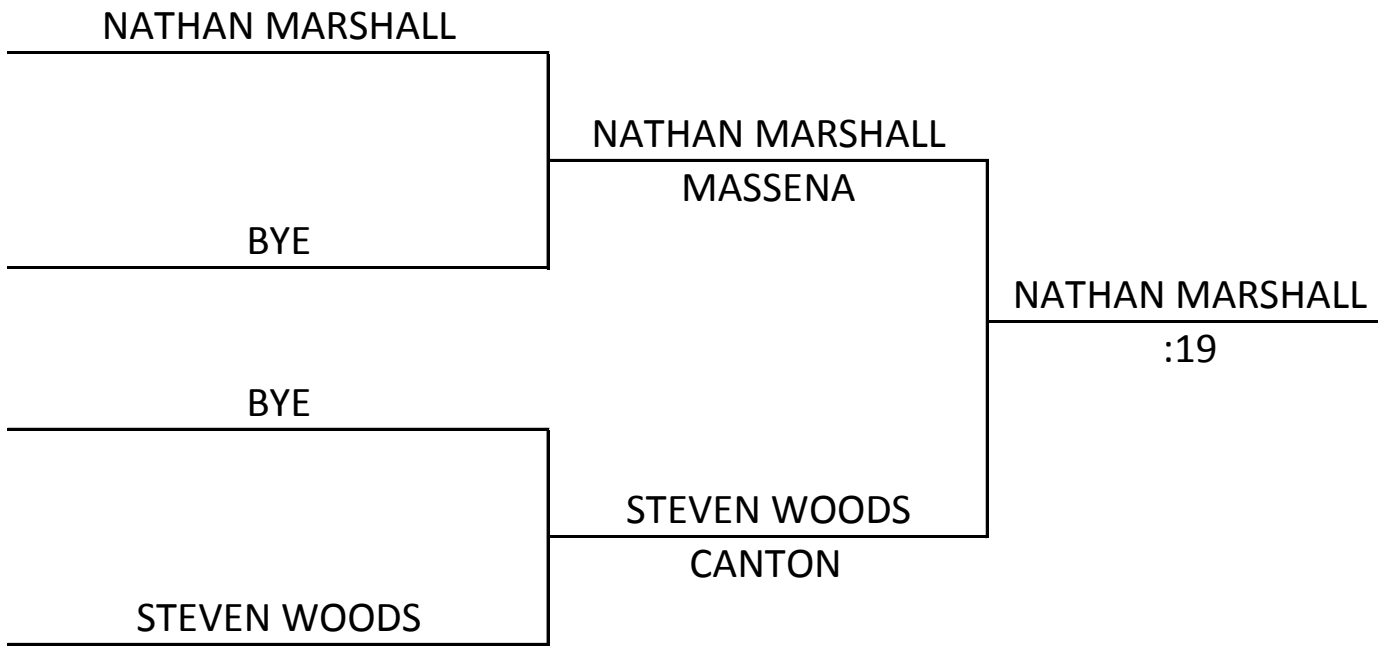 NATHAN MARSHALL
NATHAN MARSHALL
MASSENA
BYE
NATHAN MARSHALL
:19
BYE
STEVEN WOODS
CANTON
STEVEN WOODS